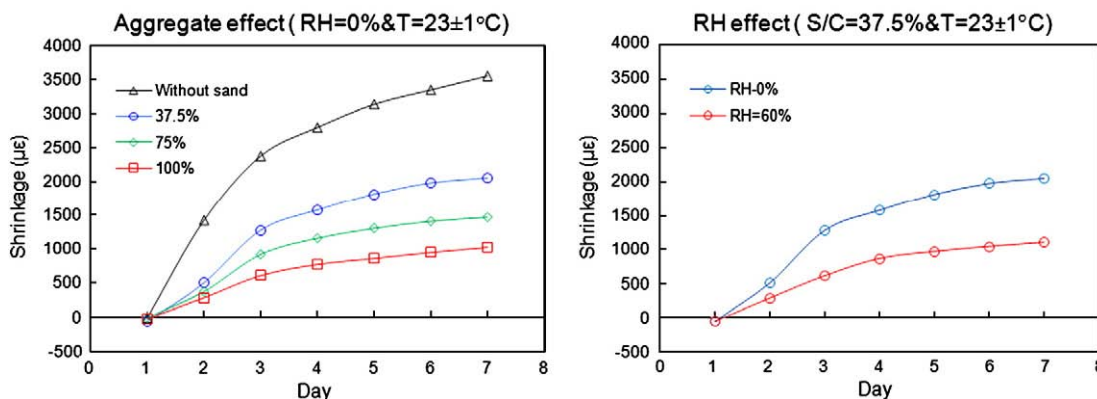 Aggregate effect ( RH=0%&T=23±1°C)
4000
3500
3000
2500
2000
1500
1000
500
0
-500
Shrinkage (με)
Without sand
37.5%
75%
100%
0 1 2 3 4 5 6 7 8
Day
RH effect ( S/C=37.5%&T=23±1°C)
4000
3500
3000
2500
2000
1500
1000
500
0
-500
Shrinkage (με)
RH-0%
RH=60%
0 1 2 3 4 5 6 7 8
Day